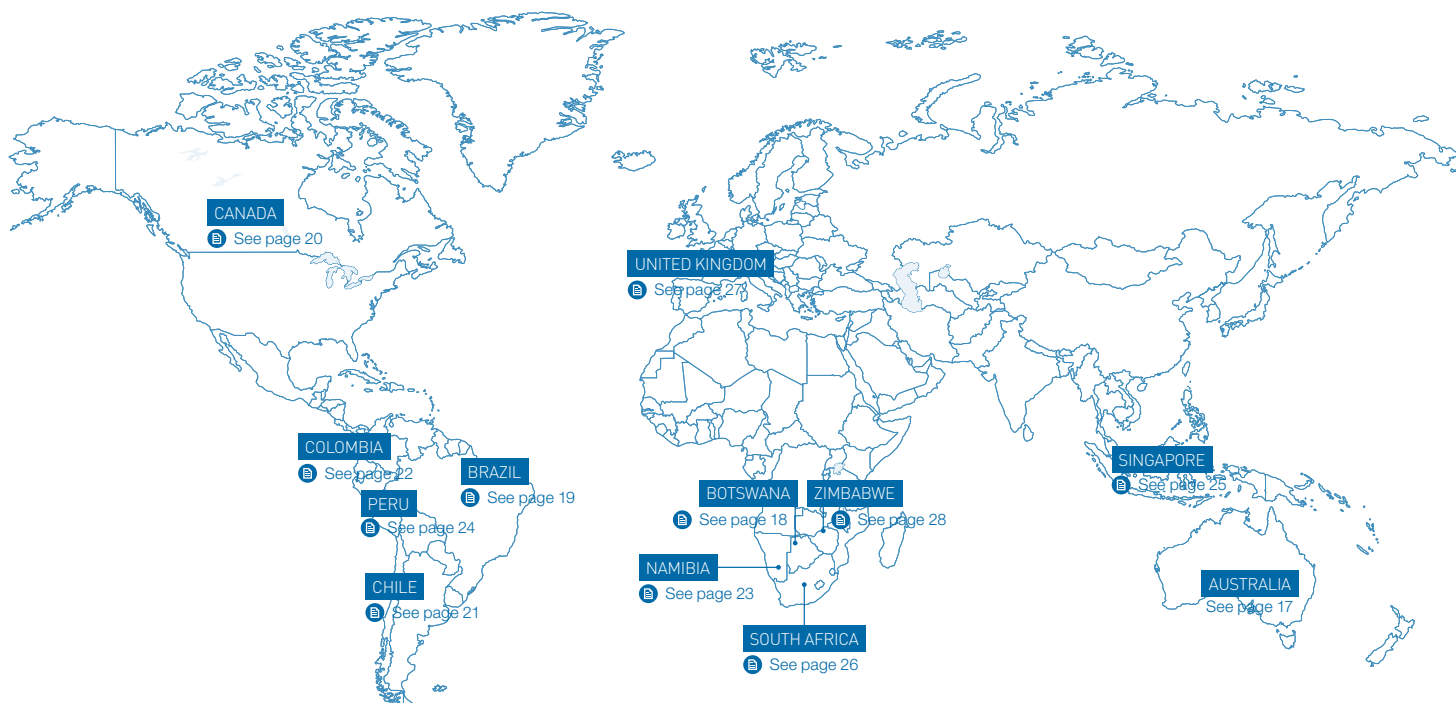 CANADA
See page 20
UNITED KINGDOM
See page 27
COLOMBIA
See page 22
BRAZIL
See page 19
PERU
See page 24
CHILE
See page 21
BOTSWANA
See page 18
ZIMBABWE
See page 28
NAMIBIA
See page 23
SOUTH AFRICA
See page 26
SINGAPORE
See page 25
AUSTRALIA
See page 17